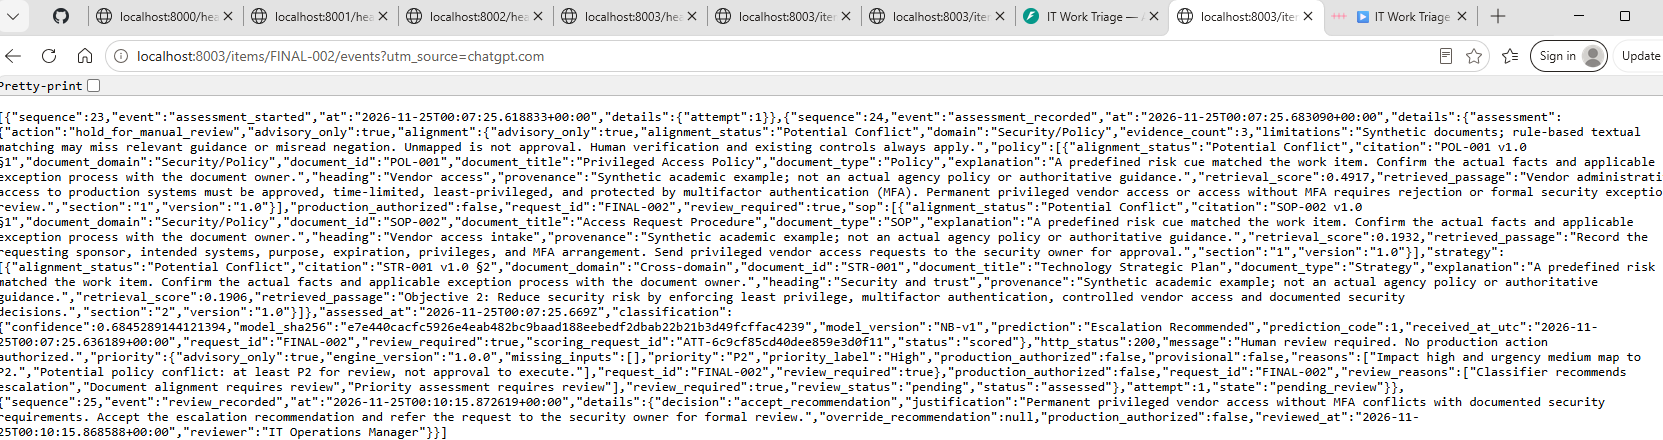 localhost:8000/hea
localhost:8001/hea
localhost:8002/hea
localhost:8003/hea
localhost:8003/iter
localhost:8003/iter
IT Work Triage — A
localhost:8003/iter
IT Work Triage
localhost:8003/items/FINAL-002/events?utm_source=chatgpt.com
Sign in
Update
Pretty-print
[{"sequence":23,"event":"assessment_started","at":"2026-11-25T00:07:25.618833+00:00","details":{"attempt":1}},{"sequence":24,"event":"assessment_recorded","at":"2026-11-25T00:07:25.683090+00:00","details":{"assessment":
{"action":"hold_for_manual_review","advisory_only":true,"alignment":{"advisory_only":true,"alignment_status":"Potential Conflict","domain":"Security/Policy","evidence_count":3,"limitations":"Synthetic documents; rule-based textual
matching may miss relevant guidance or misread negation. Unmapped is not approval. Human verification and existing controls always apply.","policy":[{"alignment_status":"Potential Conflict","citation":"POL-001 v1.0
§1","document_domain":"Security/Policy","document_id":"POL-001","document_title":"Privileged Access Policy","document_type":"Policy","explanation":"A predefined risk cue matched the work item. Confirm the actual facts and applicable
exception process with the document owner.","heading":"Vendor access","provenance":"Synthetic academic example; not an actual agency policy or authoritative guidance.","retrieval_score":0.4917,"retrieved_passage":"Vendor administrati
access to production systems must be approved, time-limited, least-privileged, and protected by multifactor authentication (MFA). Permanent privileged vendor access or access without MFA requires rejection or formal security exceptio
review.","section":"1","version":"1.0"}],"production_authorized":false,"request_id":"FINAL-002","review_required":true,"sop":[{"alignment_status":"Potential Conflict","citation":"SOP-002 v1.0
§1","document_domain":"Security/Policy","document_id":"SOP-002","document_title":"Access Request Procedure","document_type":"SOP","explanation":"A predefined risk cue matched the work item. Confirm the actual facts and applicable
exception process with the document owner.","heading":"Vendor access intake","provenance":"Synthetic academic example; not an actual agency policy or authoritative guidance.","retrieval_score":0.1932,"retrieved_passage":"Record the
requesting sponsor, intended systems, purpose, expiration, privileges, and MFA arrangement. Send privileged vendor access requests to the security owner for approval.","section":"1","version":"1.0"}],"strategy":
[{"alignment_status":"Potential Conflict","citation":"STR-001 v1.0 §2","document_domain":"Cross-domain","document_id":"STR-001","document_title":"Technology Strategic Plan","document_type":"Strategy","explanation":"A predefined risk
matched the work item. Confirm the actual facts and applicable exception process with the document owner.","heading":"Security and trust","provenance":"Synthetic academic example; not an actual agency policy or authoritative
guidance.","retrieval_score":0.1906,"retrieved_passage":"Objective 2: Reduce security risk by enforcing least privilege, multifactor authentication, controlled vendor access and documented security
decisions.","section":"2","version":"1.0"}]},"assessed_at":"2026-11-25T00:07:25.669Z","classification":
{"confidence":0.6845289144121394,"model_sha256":"e7e440cacfc5926e4eab482bc9baad188eebedf2dbab22b21b3d49fcffac4239","model_version":"NB-v1","prediction":"Escalation Recommended","prediction_code":1,"received_at_utc":"2026-11-
25T00:07:25.636189+00:00","request_id":"FINAL-002","review_required":true,"scoring_request_id":"ATT-6c9cf85cd40dee859e3d0f11","status":"scored"},"http_status":200,"message":"Human review required. No production action
authorized.","priority":{"advisory_only":true,"engine_version":"1.0.0","missing_inputs":[],"priority":"P2","priority_label":"High","production_authorized":false,"provisional":false,"reasons":["Impact high and urgency medium map to
P2.","Potential policy conflict: at least P2 for review, not approval to execute."],"request_id":"FINAL-002","review_required":true},"production_authorized":false,"request_id":"FINAL-002","review_reasons":["Classifier recommends
escalation","Document alignment requires review","Priority assessment requires review"],"review_required":true,"review_status":"pending","status":"assessed"},"attempt":1,"state":"pending_review"}},
{"sequence":25,"event":"review_recorded","at":"2026-11-25T00:10:15.872619+00:00","details":{"decision":"accept_recommendation","justification":"Permanent privileged vendor access without MFA conflicts with documented security
requirements. Accept the escalation recommendation and refer the request to the security owner for formal review.","override_recommendation":null,"production_authorized":false,"reviewed_at":"2026-11-
25T00:10:15.868588+00:00","reviewer":"IT Operations Manager"}}]